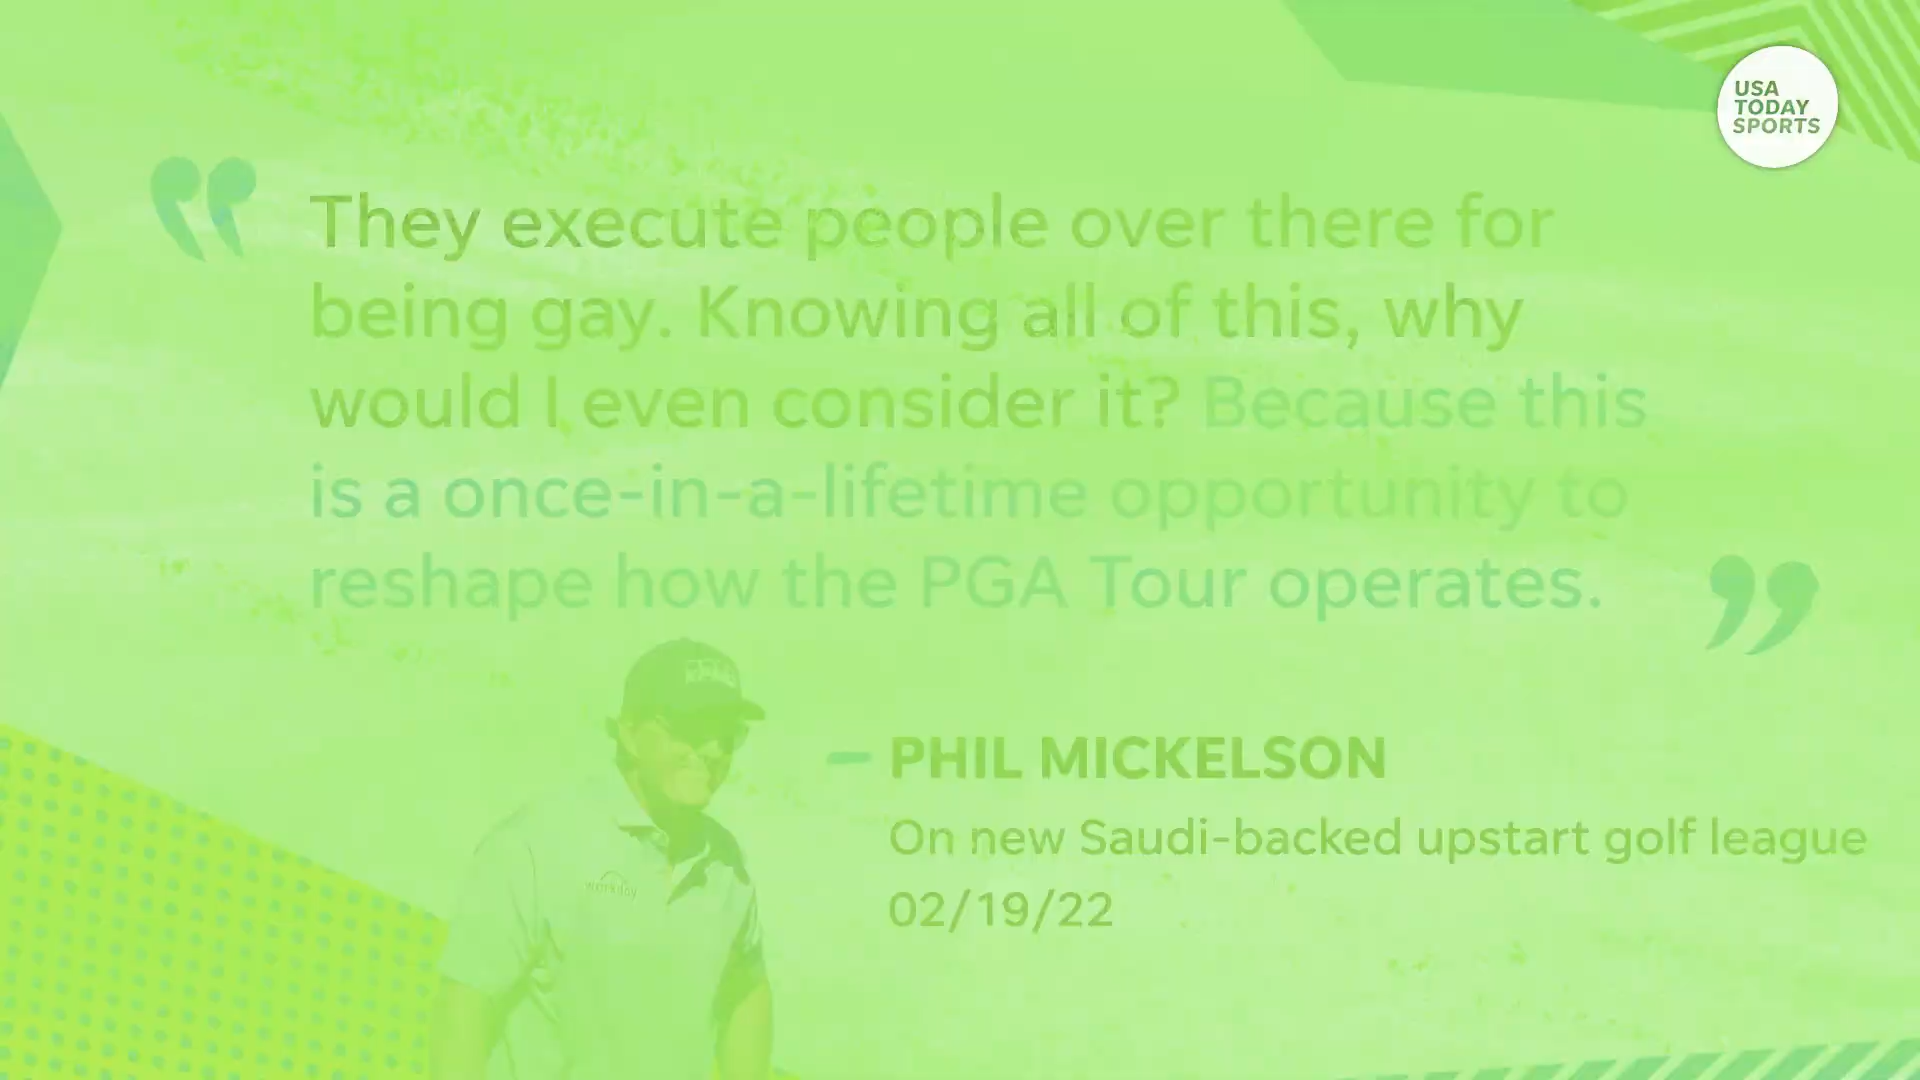 USA
TODAY
SPORTS
“They execute people over there for
being gay. Knowing all of this, why
would I even consider it? Because this
is a once-in-a-lifetime opportunity to
reshape how the PGA Tour operates.”
— PHIL MICKELSON
On new Saudi-backed upstart golf league
02/19/22
workday